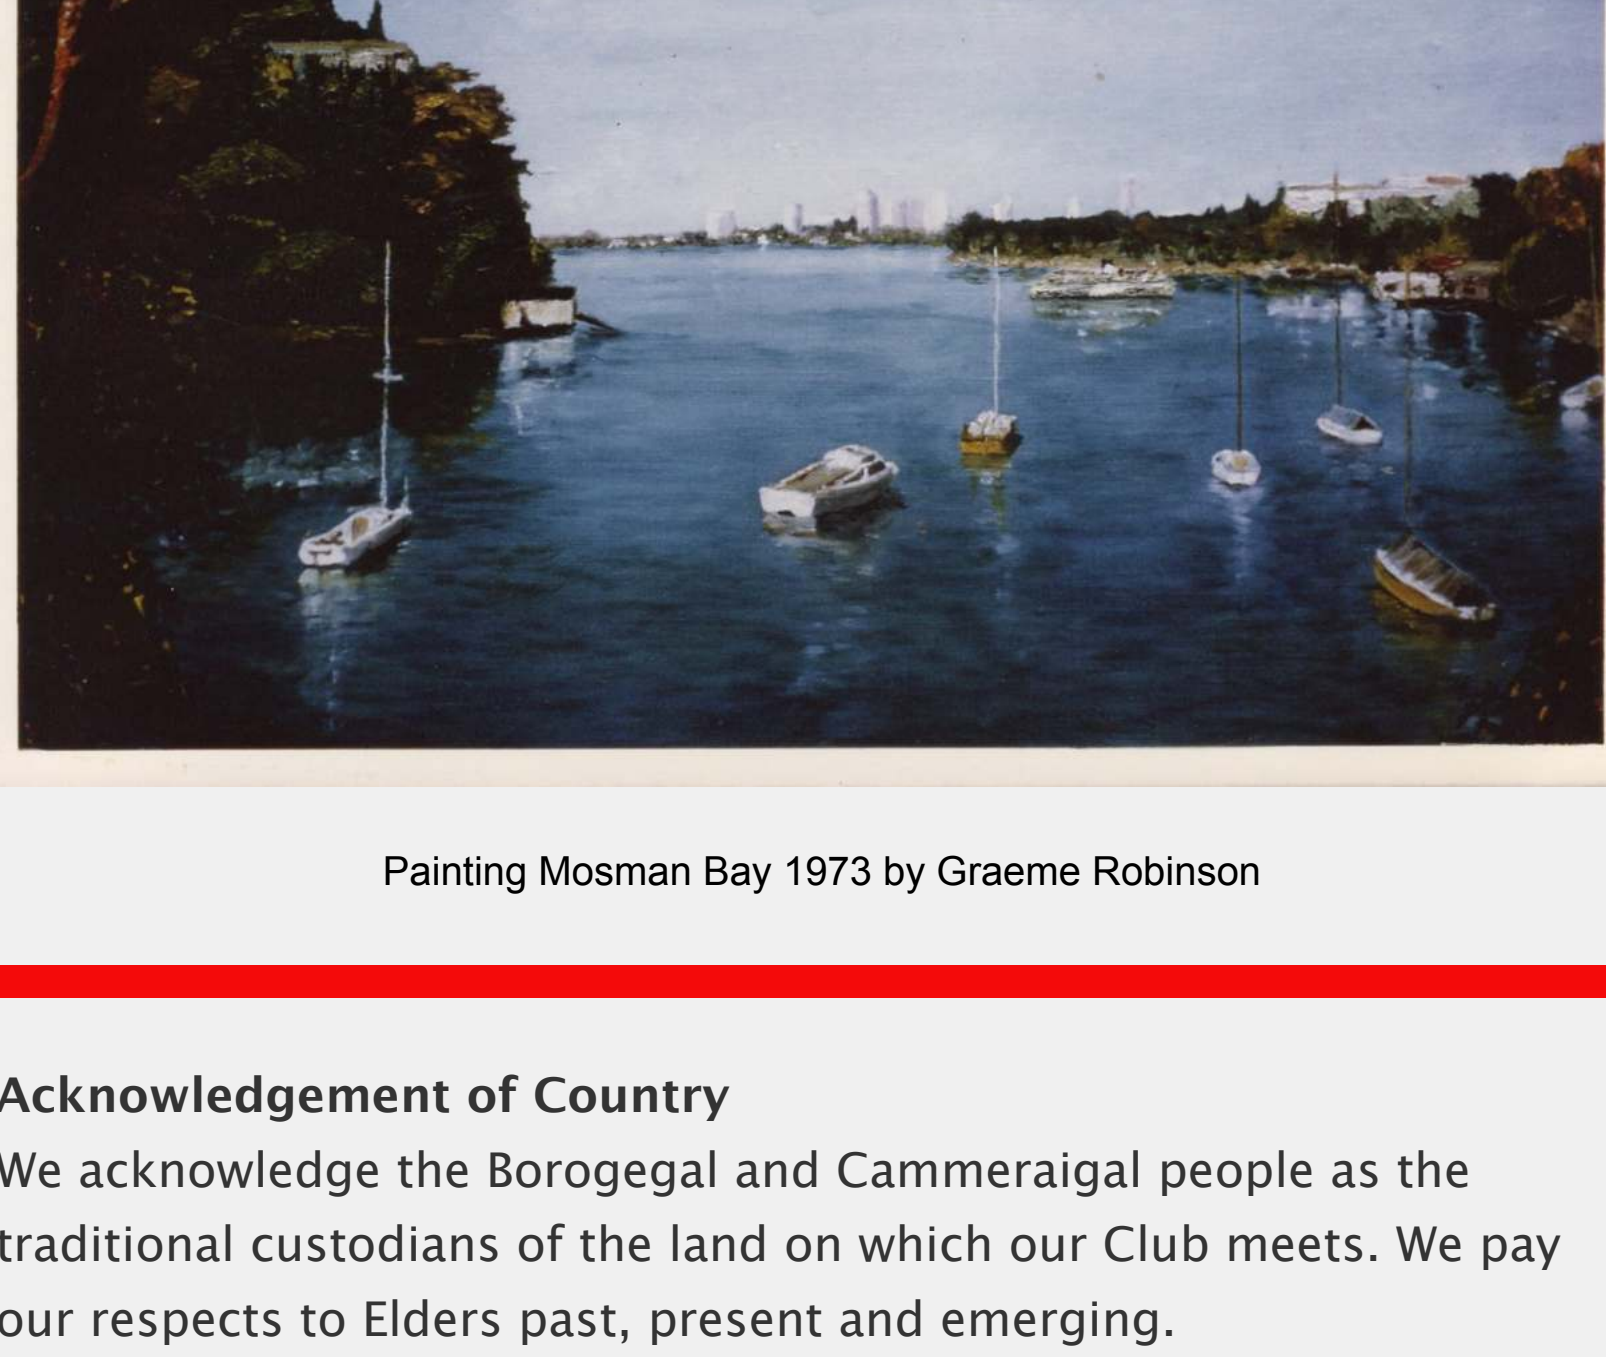 Painting Mosman Bay 1973 by Graeme Robinson
Acknowledgement of Country
We acknowledge the Borogegal and Cammeraigal people as the
traditional custodians of the land on which our Club meets. We pay
our respects to Elders past, present and emerging.